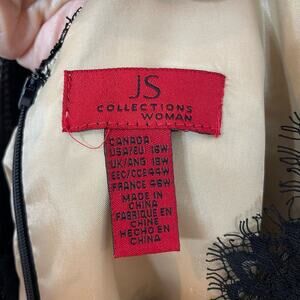 JS
COLLECTIONS
WOMAN
CANADA
USA/EU 16W
UK/ANG 18W
EEC/CCE 44W
FRANCE 46W
MADE IN
CHINA
FABRIQUE EN
CHINE
HECHO EN
CHINA